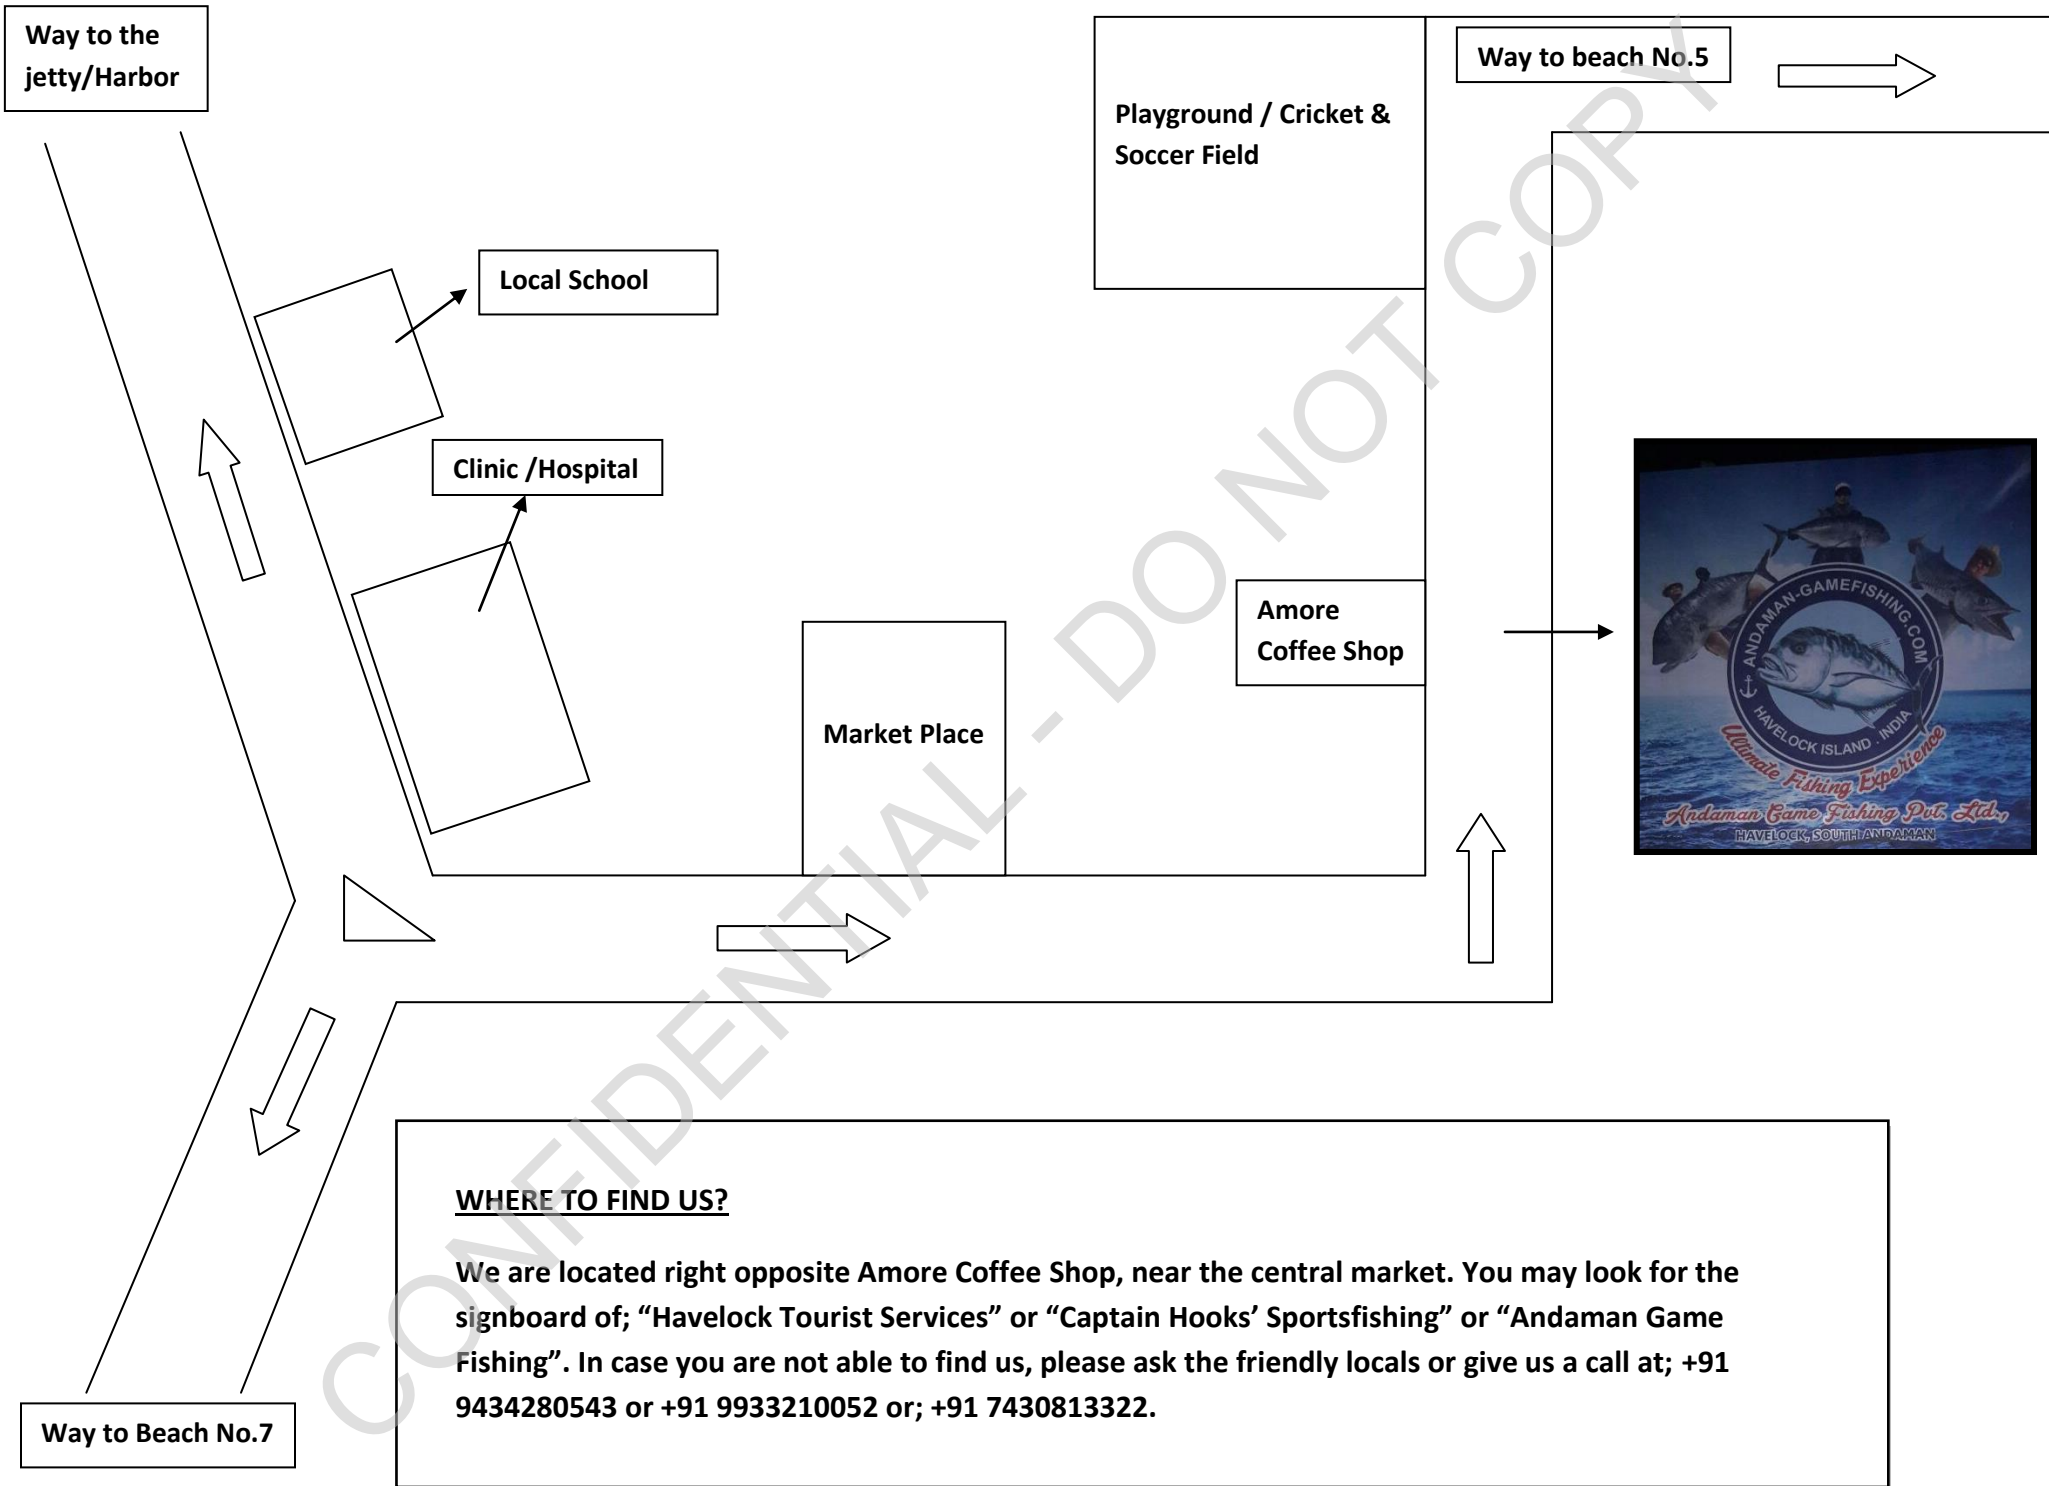 Way to the
jetty/Harbor
Way to beach No.5
Playground / Cricket &
Soccer Field
Local School
Clinic /Hospital
Amore
Coffee Shop
Market Place
ANDAMAN-GAMEFISHING.COM
HAVELOCK ISLAND . INDIA
Ultimate Fishing Experience
Andaman Game Fishing Pvt. Ltd.,
HAVELOCK, SOUTH ANDAMAN
WHERE TO FIND US?
We are located right opposite Amore Coffee Shop, near the central market. You may look for the
signboard of; “Havelock Tourist Services” or “Captain Hooks’ Sportsfishing” or “Andaman Game
Fishing”. In case you are not able to find us, please ask the friendly locals or give us a call at; +91
9434280543 or +91 9933210052 or; +91 7430813322.
Way to Beach No.7
CONFIDENTIAL - DO NOT COPY